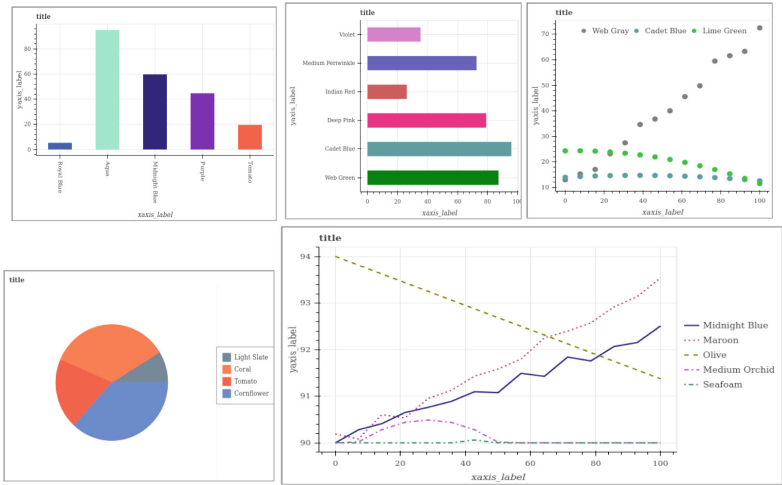 title
yaxis_label
80
60
40
20
0
Royal Blue
Aqua
Midnight Blue
Purple
Tomato
xaxis_label
title
yaxis_label
Violet
Medium Periwinkle
Indian Red
Deep Pink
Cadet Blue
Web Green
0 20 40 60 80 100
xaxis_label
title
Web Gray Cadet Blue Lime Green
yaxis_label
70
60
50
40
30
20
10
0 20 40 60 80 100
xaxis_label
title
Light Slate
Coral
Tomato
Cornflower
title
yaxis_label
94
93
92
91
90
0 20 40 60 80 100
xaxis_label
Midnight Blue
Maroon
Olive
Medium Orchid
Seafoam